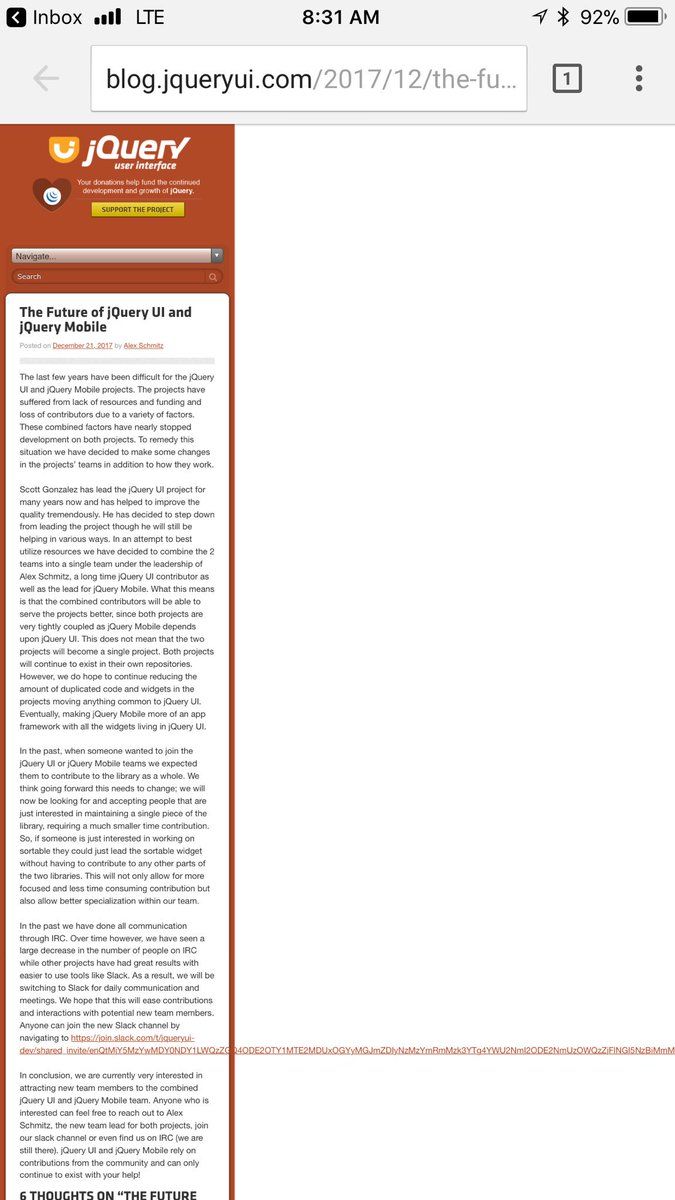 Inbox LTE 8:31 AM 92%
blog.jqueryui.com/2017/12/the-fu... 1
jQuery
user interface
Your donations help fund the continued
development and growth of jQuery.
SUPPORT THE PROJECT
Navigate...
Search
The Future of jQuery UI and
jQuery Mobile
Posted on December 21, 2017 by Alex Schmitz
The last few years have been difficult for the jQuery
UI and jQuery Mobile projects. The projects have
suffered from lack of resources and funding and
loss of contributors due to a variety of factors.
These combined factors have nearly stopped
development on both projects. To remedy this
situation we have decided to make some changes
in the projects' teams in addition to how they work.
Scott Gonzalez has lead the jQuery UI project for
many years now and has helped to improve the
quality tremendously. He has decided to step down
from leading the project though he will still be
helping in various ways. In an attempt to best
utilize resources we have decided to combine the 2
teams into a single team under the leadership of
Alex Schmitz, a long time jQuery UI contributor as
well as the lead for jQuery Mobile. What this means
is that the combined contributors will be able to
serve the projects better, since both projects are
very tightly coupled as jQuery Mobile depends
upon jQuery UI. This does not mean that the two
projects will become a single project. Both projects
will continue to exist in their own repositories.
However, we do hope to continue reducing the
amount of duplicated code and widgets in the
projects moving anything common to jQuery UI.
Eventually, making jQuery Mobile more of an app
framework with all the widgets living in jQuery UI.
In the past, when someone wanted to join the
jQuery UI or jQuery Mobile teams we expected
them to contribute to the library as a whole. We
think going forward this needs to change; we will
now be looking for and accepting people that are
just interested in maintaining a single piece of the
library, requiring a much smaller time contribution.
So, if someone is just interested in working on
sortable they could just lead the sortable widget
without having to contribute to any other parts of
the two libraries. This will not only allow for more
focused and less time consuming contribution but
also allow better specialization within our team.
In the past we have done all communication
through IRC. Over time however, we have seen a
large decrease in the number of people on IRC
while other projects have had great results with
easier to use tools like Slack. As a result, we will be
switching to Slack for daily communication and
meetings. We hope that this will ease contributions
and interactions with potential new team members.
Anyone can join the new Slack channel by
navigating to https://join.slack.com/t/jqueryui-
In conclusion, we are currently very interested in
attracting new team members to the combined
jQuery UI and jQuery Mobile team. Anyone who is
interested can feel free to reach out to Alex
Schmitz, the new team lead for both projects, join
our slack channel or even find us on IRC (we are
still there). jQuery UI and jQuery Mobile rely on
contributions from the community and can only
continue to exist with your help!
6 THOUGHTS ON “THE FUTURE